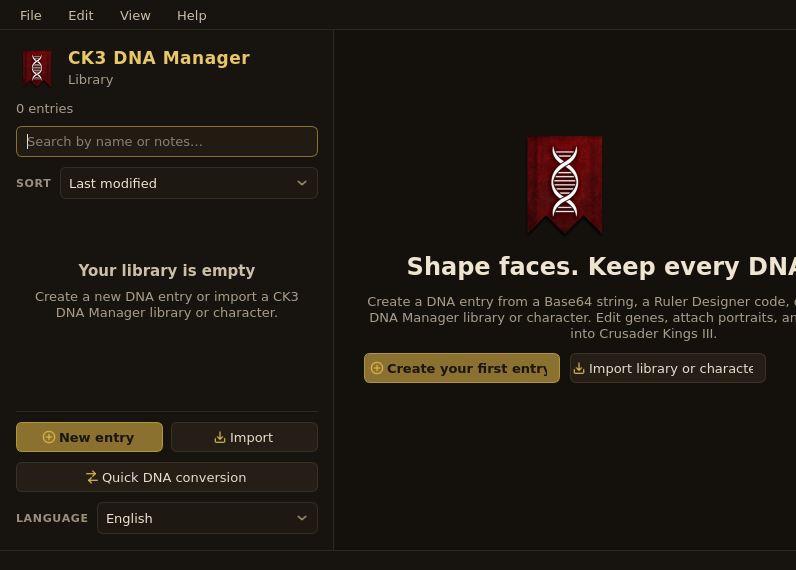 File Edit View Help
CK3 DNA Manager
Library
0 entries
Search by name or notes...
SORT Last modified
Your library is empty
Create a new DNA entry or import a CK3
DNA Manager library or character.
New entry Import
Quick DNA conversion
LANGUAGE English
Shape faces. Keep every DNA
Create a DNA entry from a Base64 string, a Ruler Designer code,
DNA Manager library or character. Edit genes, attach portraits,
into Crusader Kings III.
Create your first entry Import library or